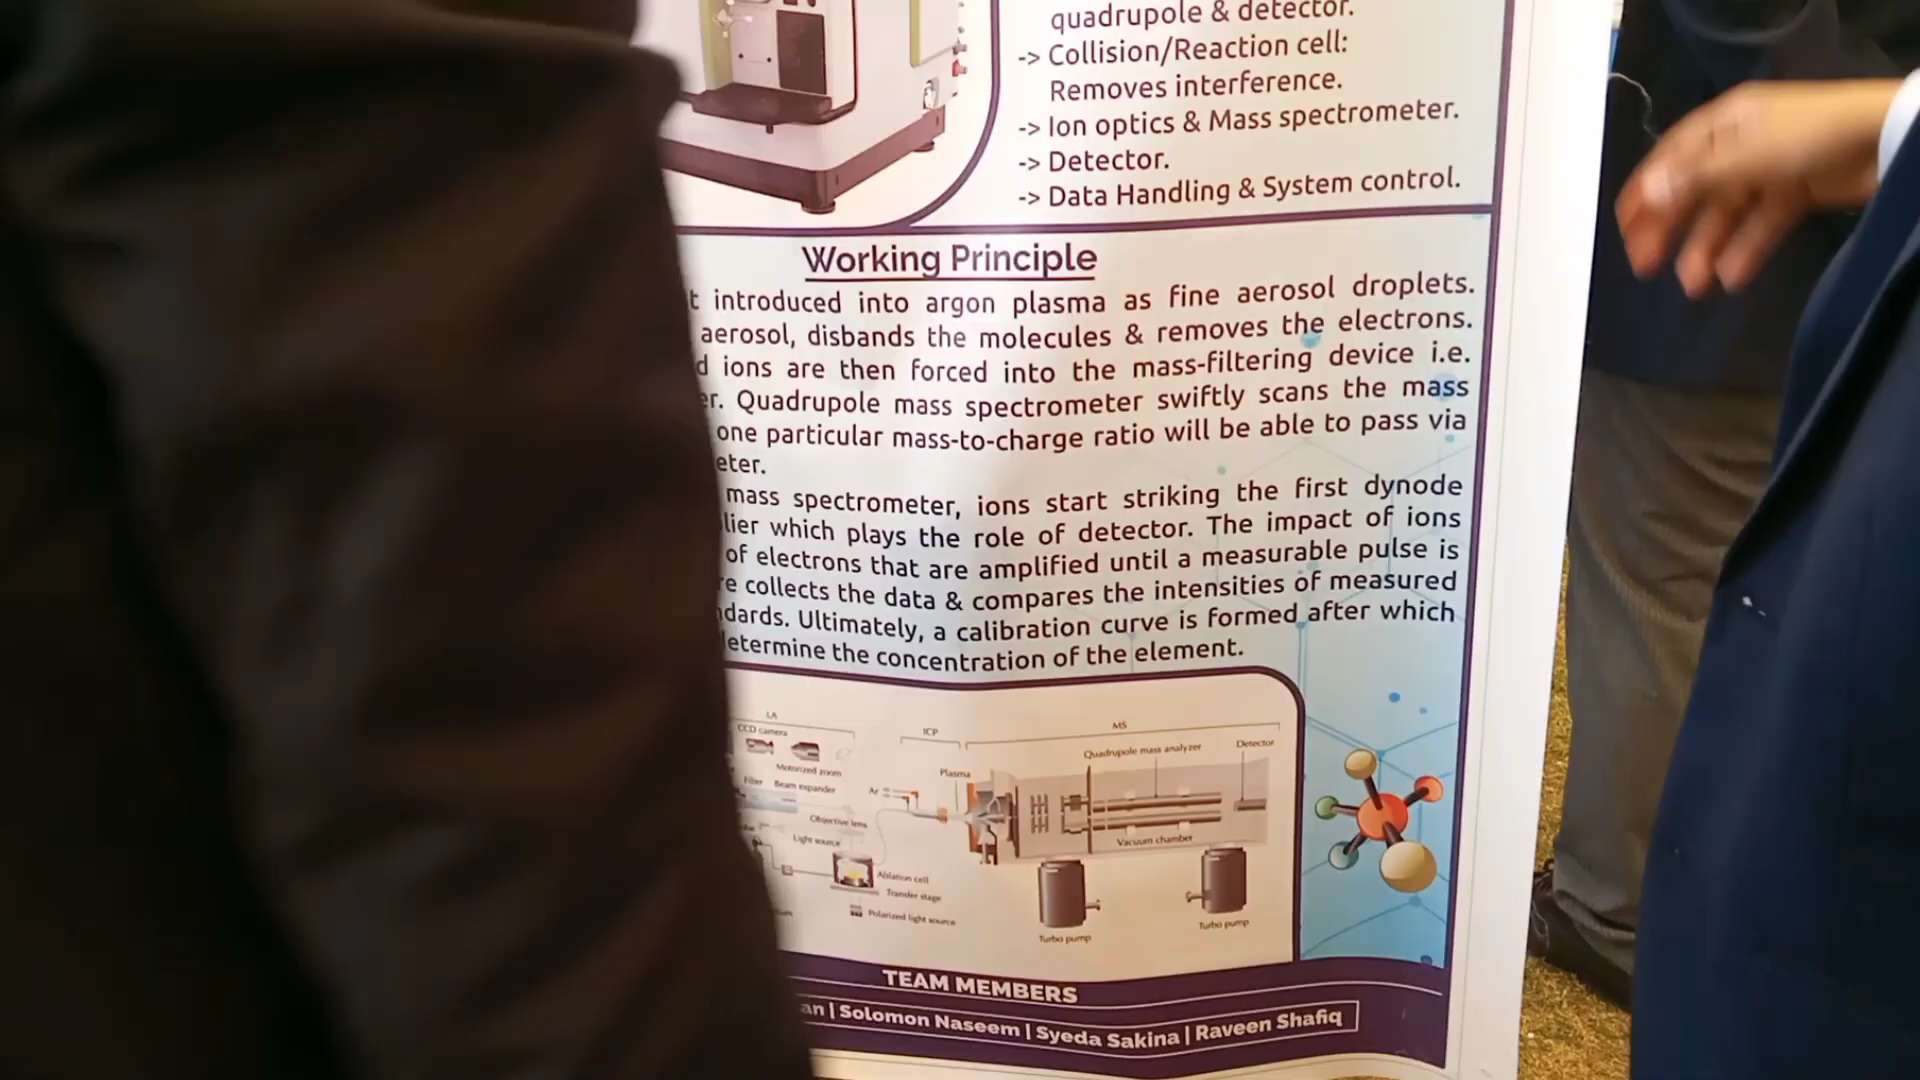 quadrupole & detector.
-> Collision/Reaction cell:
Removes interference.
-> Ion optics & Mass spectrometer.
-> Detector.
-> Data Handling & System control.
Working Principle
t introduced into argon plasma as fine aerosol droplets.
aerosol, disbands the molecules & removes the electrons.
d ions are then forced into the mass-filtering device i.e.
er. Quadrupole mass spectrometer swiftly scans the mass
one particular mass-to-charge ratio will be able to pass via
eter.
mass spectrometer, ions start striking the first dynode
lier which plays the role of detector. The impact of ions
of electrons that are amplified until a measurable pulse is
re collects the data & compares the intensities of measured
ndards. Ultimately, a calibration curve is formed after which
determine the concentration of the element.
LA
CCD camera
Motorized zoom
Filter Beam expander
Objective lens
Light source
Ablation cell
Transfer stage
Polarized light source
ICP
Ar
Plasma
MS
Quadrupole mass analyzer
Detector
Vacuum chamber
Turbo pump
Turbo pump
TEAM MEMBERS
an | Solomon Naseem | Syeda Sakina | Raveen Shafiq